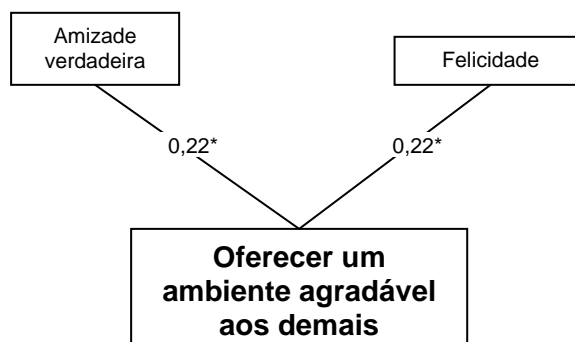 Amizade
verdadeira
Felicidade
0,22*
0,22*
Oferecer um
ambiente agradável
aos demais